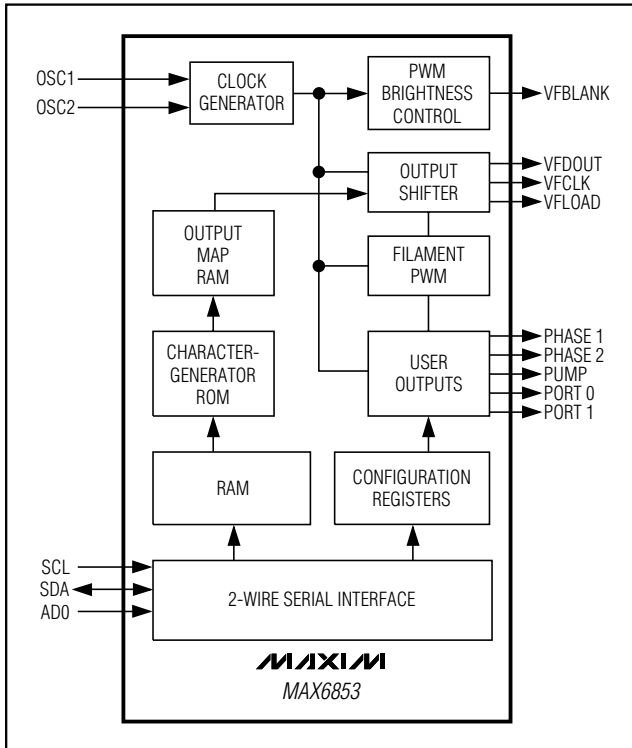 OSC1
OSC2
CLOCK
GENERATOR
PWM
BRIGHTNESS
CONTROL
VFBLANK
OUTPUT
SHIFTER
VFDOUT
VFCLK
VFLOAD
OUTPUT
MAP
RAM
FILAMENT
PWM
CHARACTER-
GENERATOR
ROM
USER
OUTPUTS
PHASE 1
PHASE 2
PUMP
PORT 0
PORT 1
RAM
CONFIGURATION
REGISTERS
SCL
SDA
AD0
2-WIRE SERIAL INTERFACE
MAXIM
MAX6853